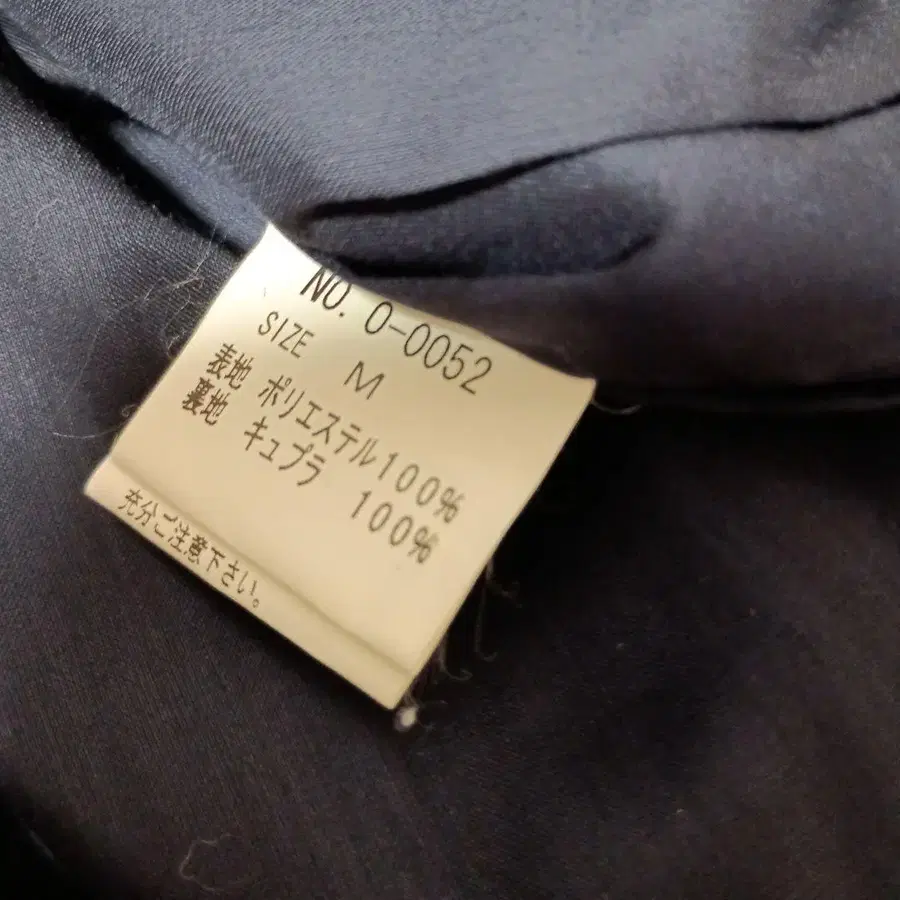 NO. 0-0052
SIZE M
表地 ポリエステル100%
裏地 キュプラ 100%
充分ご注意下さい。